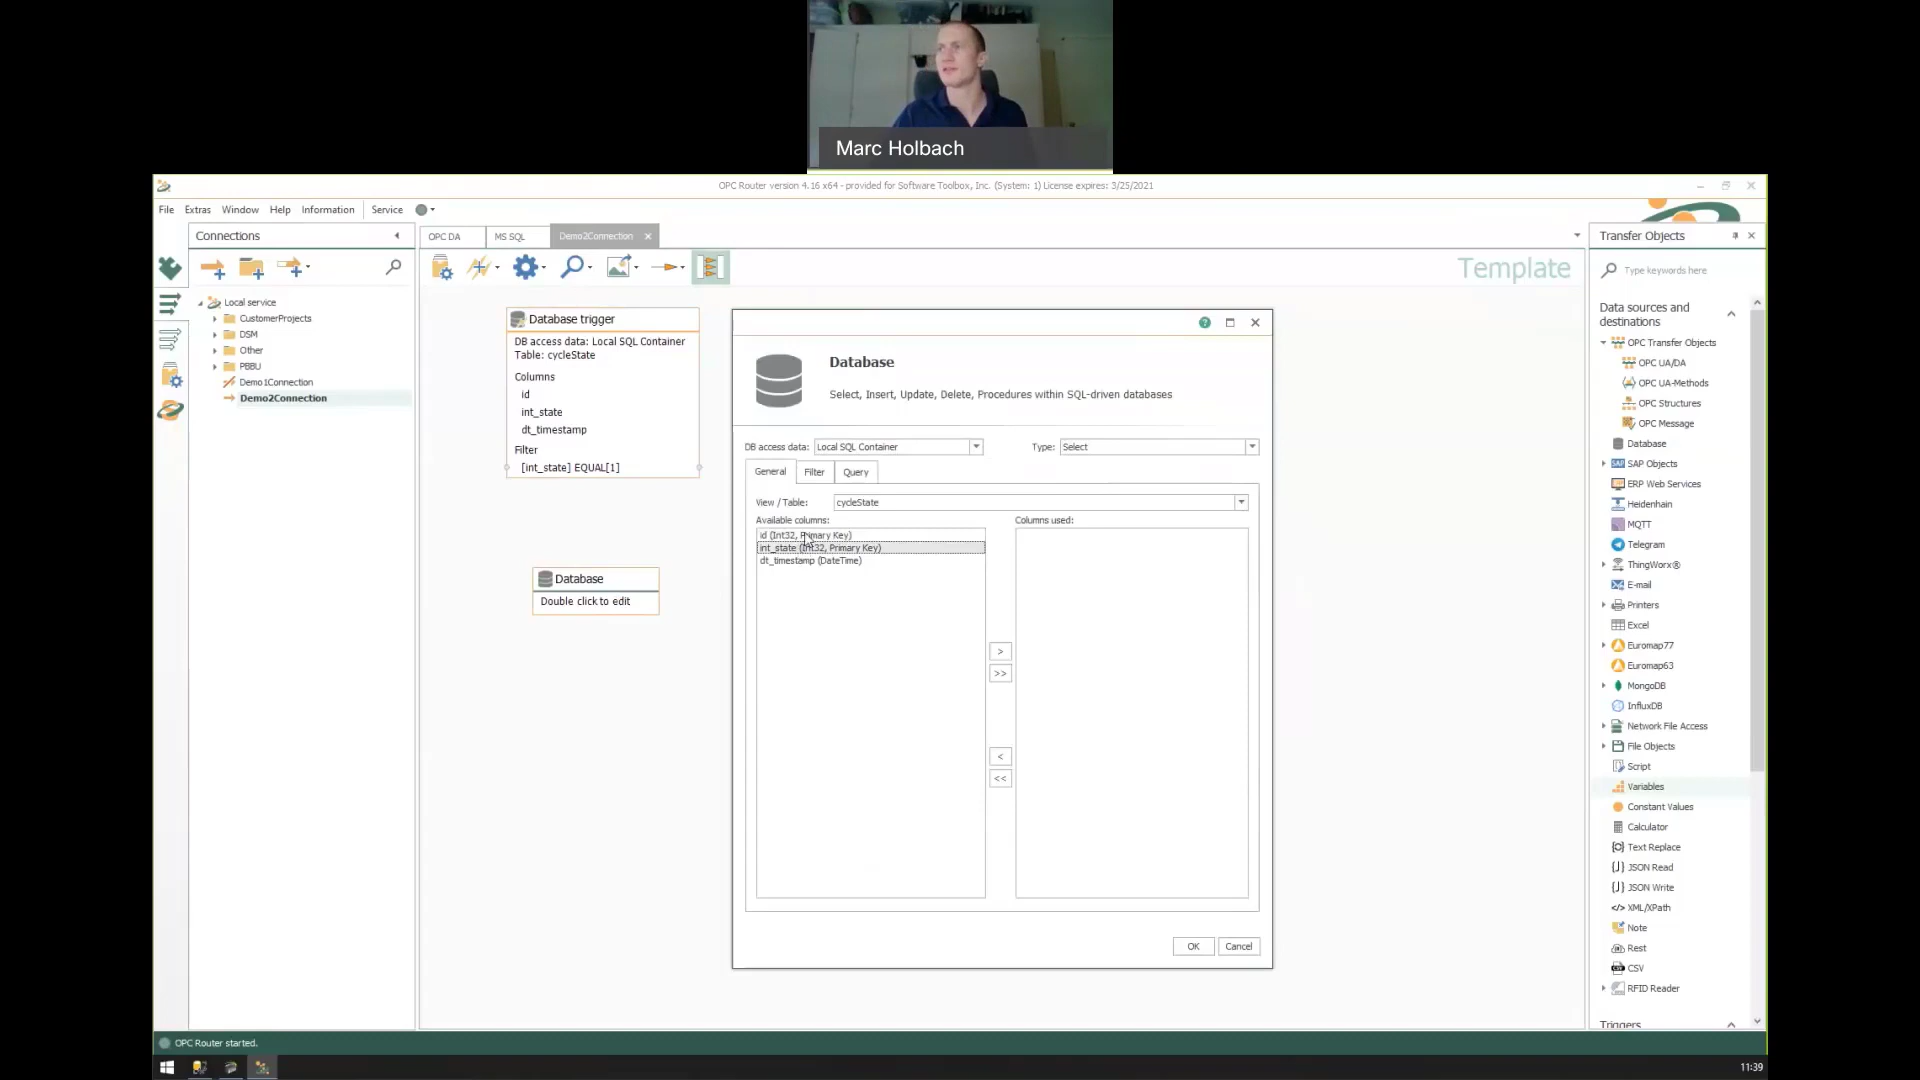 Marc Holbach
OPC Router version 4.16 x64 - provided for Software Toolbox, Inc. (System: 1) License expires: 3/25/2021
File Extras Window Help Information Service
Connections
OPC DA
MS SQL
Demo2Connection
Transfer Objects
Template
Type keywords here
Local service
CustomerProjects
DSM
Other
PBBU
Demo1Connection
Demo2Connection
Database trigger
DB access data: Local SQL Container
Table: cycleState
Columns
id
int_state
dt_timestamp
Filter
[int_state] EQUAL[1]
Database
Double click to edit
Database
Select, Insert, Update, Delete, Procedures within SQL-driven databases
DB access data: Local SQL Container
Type: Select
General Filter Query
View / Table: cycleState
Available columns:
Columns used:
id (Int32, Primary Key)
int_state (Int32, Primary Key)
dt_timestamp (DateTime)
>
>>
<
<<
OK
Cancel
Data sources and
destinations
OPC Transfer Objects
OPC UA/DA
OPC UA-Methods
OPC Structures
OPC Message
Database
SAP Objects
ERP Web Services
Heidenhain
MQTT
Telegram
ThingWorx®
E-mail
Printers
Excel
Euromap77
Euromap63
MongoDB
InfluxDB
Network File Access
File Objects
Script
Variables
Constant Values
Calculator
Text Replace
JSON Read
JSON Write
XML/XPath
Note
Rest
CSV
RFID Reader
Triggers
OPC Router started.
11:39